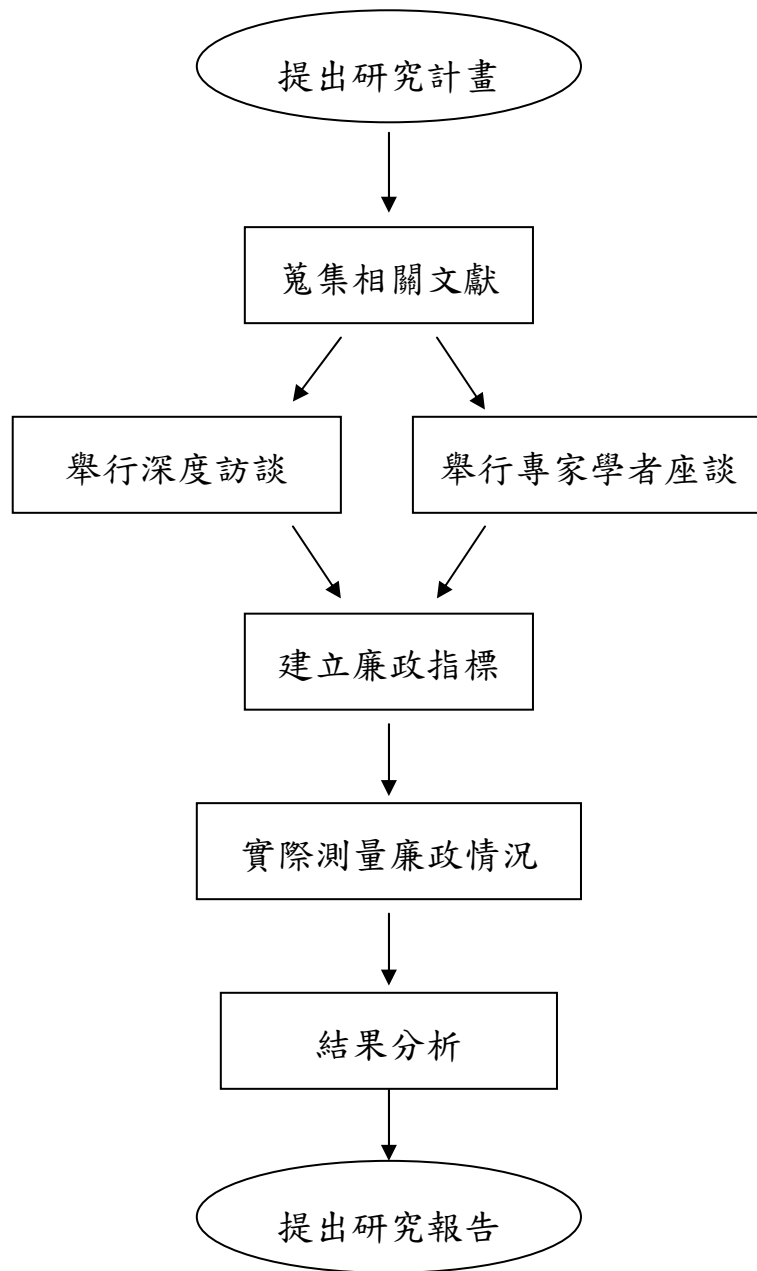 提出研究計畫
蒐集相關文獻
舉行深度訪談
舉行專家學者座談
建立廉政指標
實際測量廉政情況
結果分析
提出研究報告